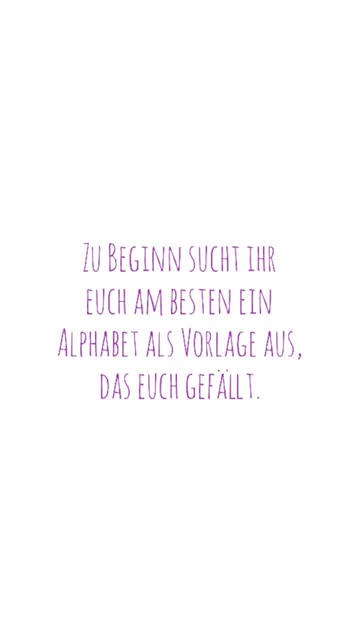 Zu Beginn sucht ihr
euch am besten ein
Alphabet als Vorlage aus,
das euch gefällt.